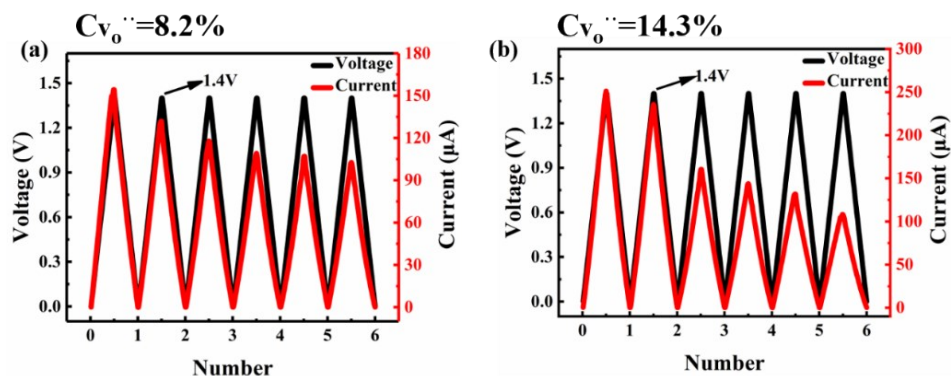 Cv₀¨=8.2%
(a)
1.4V
Voltage
Current
Voltage (V)
1.5
1.2
0.9
0.6
0.3
0.0
Current (μA)
180
150
120
90
60
30
0
0 1 2 3 4 5 6
Number
Cv₀¨=14.3%
(b)
1.4V
Voltage
Current
Voltage (V)
1.5
1.2
0.9
0.6
0.3
0.0
Current (μA)
300
250
200
150
100
50
0
0 1 2 3 4 5 6
Number